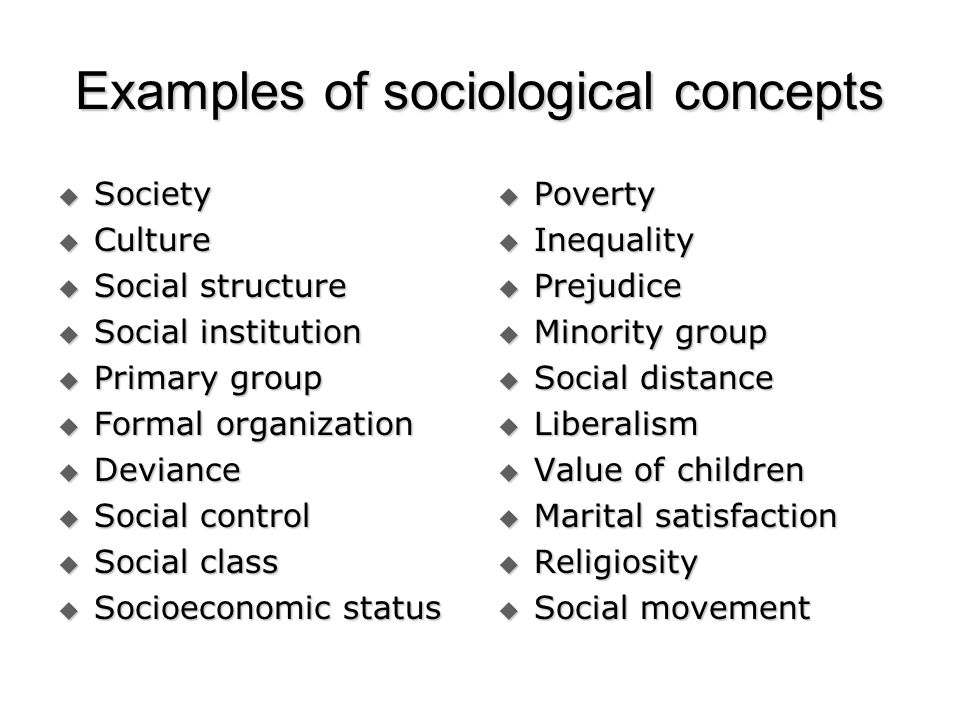 Examples of sociological concepts
Society
Culture
Social structure
Social institution
Primary group
Formal organization
Deviance
Social control
Social class
Socioeconomic status
Poverty
Inequality
Prejudice
Minority group
Social distance
Liberalism
Value of children
Marital satisfaction
Religiosity
Social movement